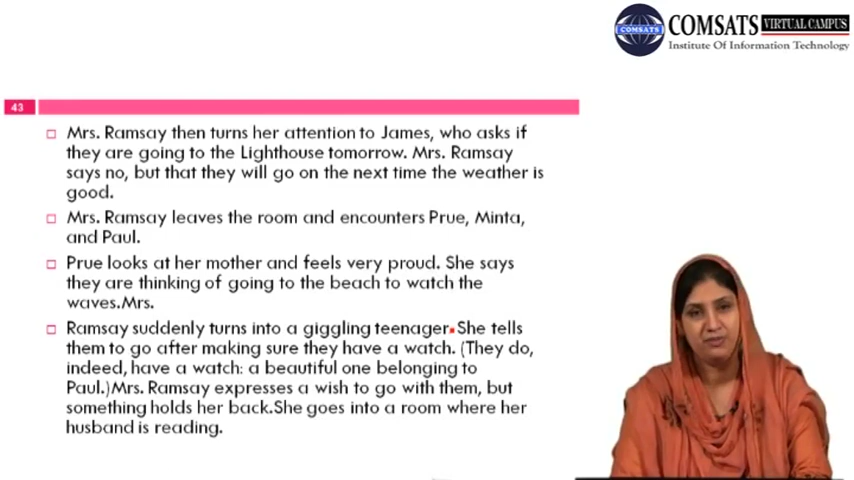 COMSATS
COMSATS VIRTUAL CAMPUS
Institute Of Information Technology
43
Mrs. Ramsay then turns her attention to James, who asks if
they are going to the Lighthouse tomorrow. Mrs. Ramsay
says no, but that they will go on the next time the weather is
good.
Mrs. Ramsay leaves the room and encounters Prue, Minta,
and Paul.
Prue looks at her mother and feels very proud. She says
they are thinking of going to the beach to watch the
waves.Mrs.
Ramsay suddenly turns into a giggling teenager.She tells
them to go after making sure they have a watch. (They do,
indeed, have a watch: a beautiful one belonging to
Paul.)Mrs. Ramsay expresses a wish to go with them, but
something holds her back.She goes into a room where her
husband is reading.